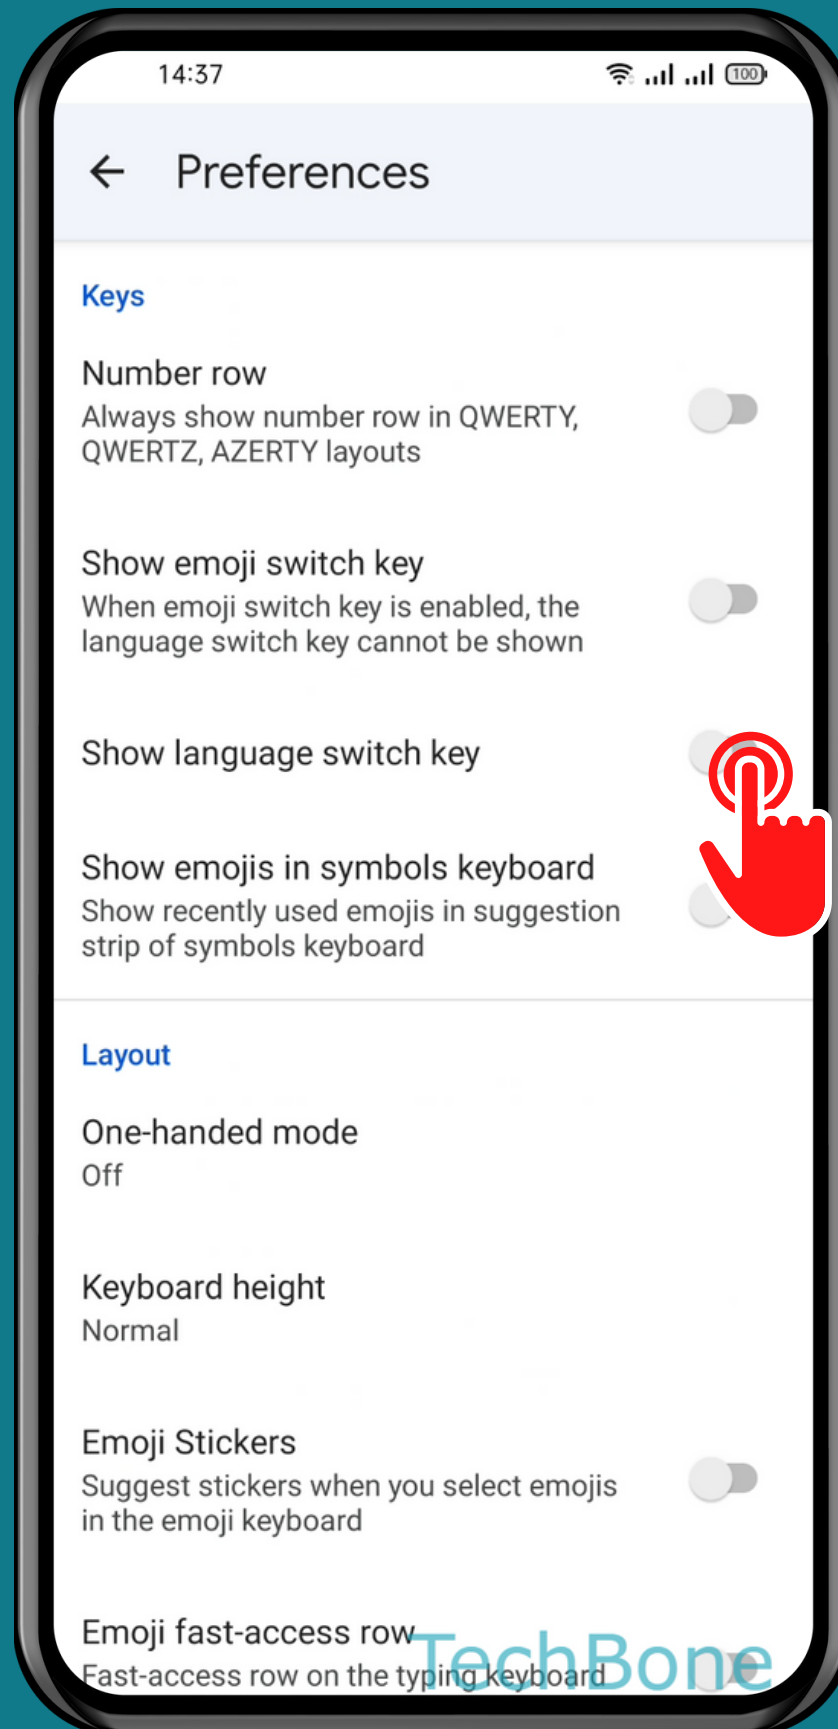 14:37
100
Preferences
Keys
Number row
Always show number row in QWERTY,
QWERTZ, AZERTY layouts
Show emoji switch key
When emoji switch key is enabled, the
language switch key cannot be shown
Show language switch key
Show emojis in symbols keyboard
Show recently used emojis in suggestion
strip of symbols keyboard
Layout
One-handed mode
Off
Keyboard height
Normal
Emoji Stickers
Suggest stickers when you select emojis
in the emoji keyboard
Emoji fast-access row
Fast-access row on the typing keyboard
TechBone